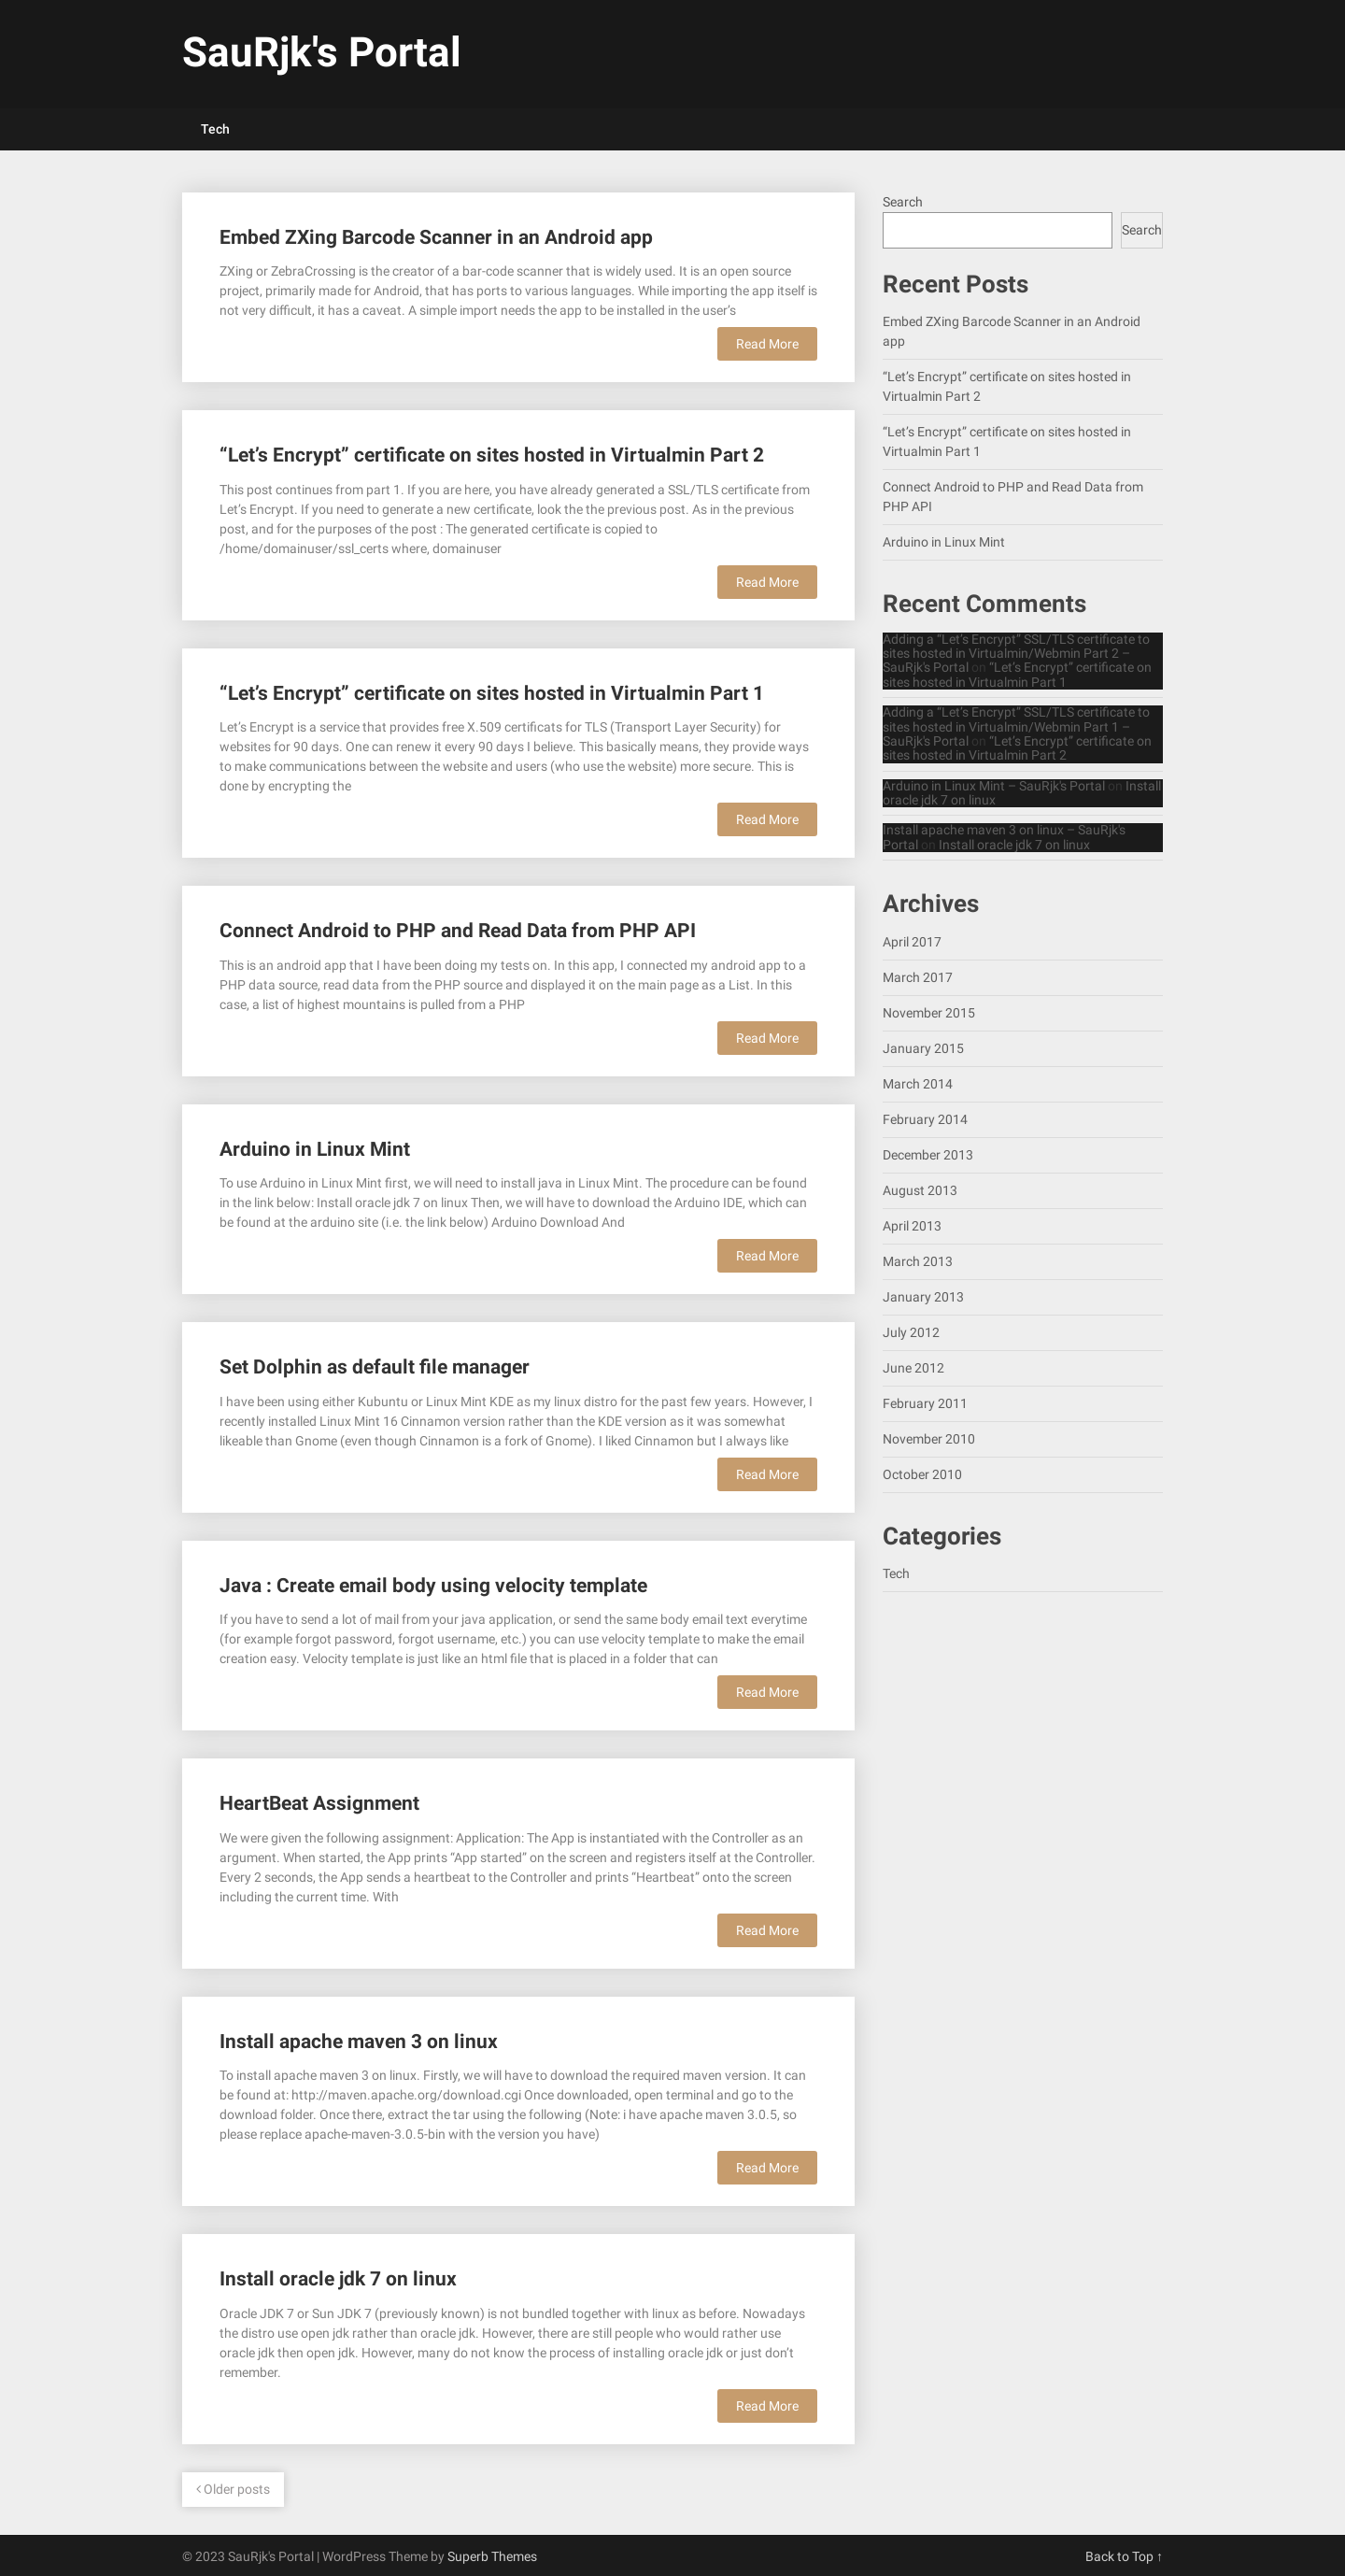 SauRjk's Portal
Tech
Embed ZXing Barcode Scanner in an Android app
ZXing or ZebraCrossing is the creator of a bar-code scanner that is widely used. It is an open source
project, primarily made for Android, that has ports to various languages. While importing the app itself is
not very difficult, it has a caveat. A simple import needs the app to be installed in the user’s
Read More
“Let’s Encrypt” certificate on sites hosted in Virtualmin Part 2
This post continues from part 1. If you are here, you have already generated a SSL/TLS certificate from
Let’s Encrypt. If you need to generate a new certificate, look the the previous post. As in the previous
post, and for the purposes of the post : The generated certificate is copied to
/home/domainuser/ssl_certs where, domainuser
Read More
“Let’s Encrypt” certificate on sites hosted in Virtualmin Part 1
Let’s Encrypt is a service that provides free X.509 certificats for TLS (Transport Layer Security) for
websites for 90 days. One can renew it every 90 days I believe. This basically means, they provide ways
to make communications between the website and users (who use the website) more secure. This is
done by encrypting the
Read More
Connect Android to PHP and Read Data from PHP API
This is an android app that I have been doing my tests on. In this app, I connected my android app to a
PHP data source, read data from the PHP source and displayed it on the main page as a List. In this
case, a list of highest mountains is pulled from a PHP
Read More
Arduino in Linux Mint
To use Arduino in Linux Mint first, we will need to install java in Linux Mint. The procedure can be found
in the link below: Install oracle jdk 7 on linux Then, we will have to download the Arduino IDE, which can
be found at the arduino site (i.e. the link below) Arduino Download And
Read More
Set Dolphin as default file manager
I have been using either Kubuntu or Linux Mint KDE as my linux distro for the past few years. However, I
recently installed Linux Mint 16 Cinnamon version rather than the KDE version as it was somewhat
likeable than Gnome (even though Cinnamon is a fork of Gnome). I liked Cinnamon but I always like
Read More
Java : Create email body using velocity template
If you have to send a lot of mail from your java application, or send the same body email text everytime
(for example forgot password, forgot username, etc.) you can use velocity template to make the email
creation easy. Velocity template is just like an html file that is placed in a folder that can
Read More
HeartBeat Assignment
We were given the following assignment: Application: The App is instantiated with the Controller as an
argument. When started, the App prints “App started” on the screen and registers itself at the Controller.
Every 2 seconds, the App sends a heartbeat to the Controller and prints “Heartbeat” onto the screen
including the current time. With
Read More
Install apache maven 3 on linux
To install apache maven 3 on linux. Firstly, we will have to download the required maven version. It can
be found at: http://maven.apache.org/download.cgi Once downloaded, open terminal and go to the
download folder. Once there, extract the tar using the following (Note: i have apache maven 3.0.5, so
please replace apache-maven-3.0.5-bin with the version you have)
Read More
Install oracle jdk 7 on linux
Oracle JDK 7 or Sun JDK 7 (previously known) is not bundled together with linux as before. Nowadays
the distro use open jdk rather than oracle jdk. However, there are still people who would rather use
oracle jdk then open jdk. However, many do not know the process of installing oracle jdk or just don’t
remember.
Read More
Older posts
Search
Search
Recent Posts
Embed ZXing Barcode Scanner in an Android
app
“Let’s Encrypt” certificate on sites hosted in
Virtualmin Part 2
“Let’s Encrypt” certificate on sites hosted in
Virtualmin Part 1
Connect Android to PHP and Read Data from
PHP API
Arduino in Linux Mint
Recent Comments
Adding a “Let’s Encrypt” SSL/TLS certificate to
sites hosted in Virtualmin/Webmin Part 2 –
SauRjk's Portal on “Let’s Encrypt” certificate on
sites hosted in Virtualmin Part 1
Adding a “Let’s Encrypt” SSL/TLS certificate to
sites hosted in Virtualmin/Webmin Part 1 –
SauRjk's Portal on “Let’s Encrypt” certificate on
sites hosted in Virtualmin Part 2
Arduino in Linux Mint – SauRjk's Portal on Install
oracle jdk 7 on linux
Install apache maven 3 on linux – SauRjk's
Portal on Install oracle jdk 7 on linux
Archives
April 2017
March 2017
November 2015
January 2015
March 2014
February 2014
December 2013
August 2013
April 2013
March 2013
January 2013
July 2012
June 2012
February 2011
November 2010
October 2010
Categories
Tech
© 2023 SauRjk's Portal | WordPress Theme by Superb Themes
Back to Top ↑